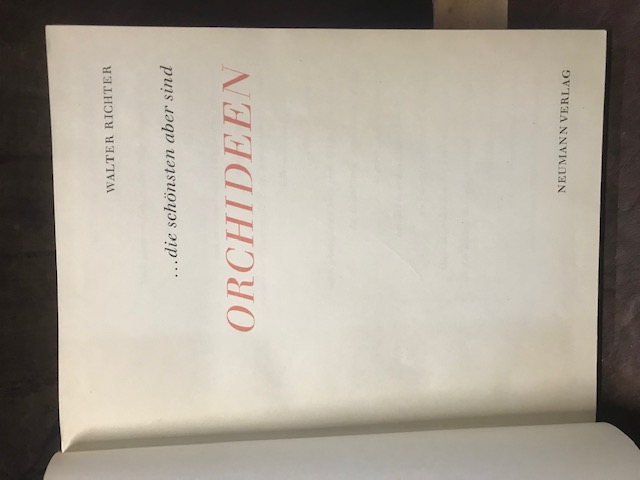 WALTER RICHTER
...die schönsten aber sind
ORCHIDEEN
NEUMANN VERLAG